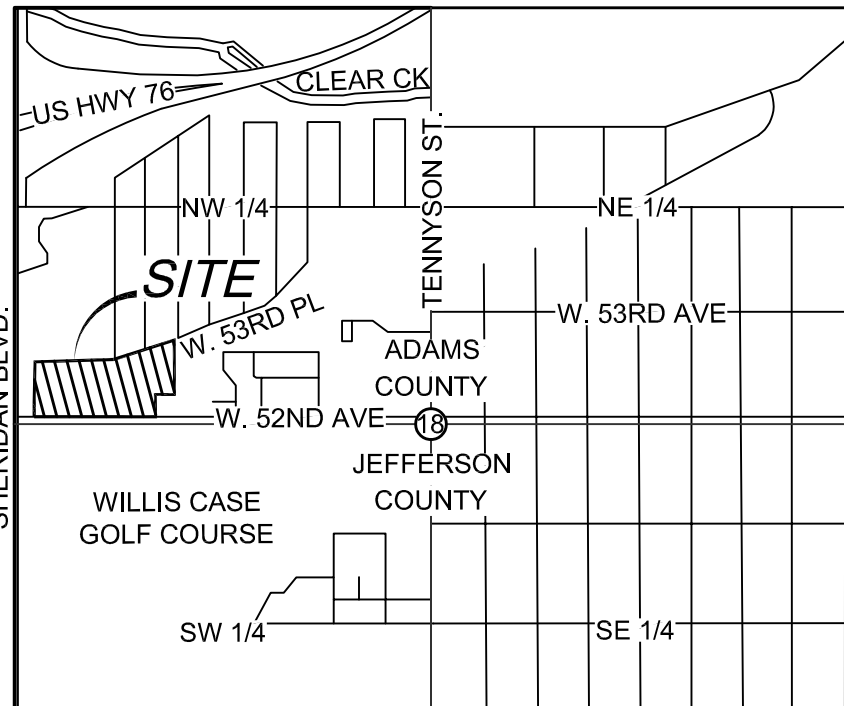 CLEAR CK
US HWY 76
TENNYSON ST.
NW 1/4
NE 1/4
SITE
W. 53RD AVE
W. 53RD PL
SHERIDAN BLVD.
ADAMS
COUNTY
W. 52ND AVE
18
JEFFERSON
COUNTY
WILLIS CASE
GOLF COURSE
SW 1/4
SE 1/4